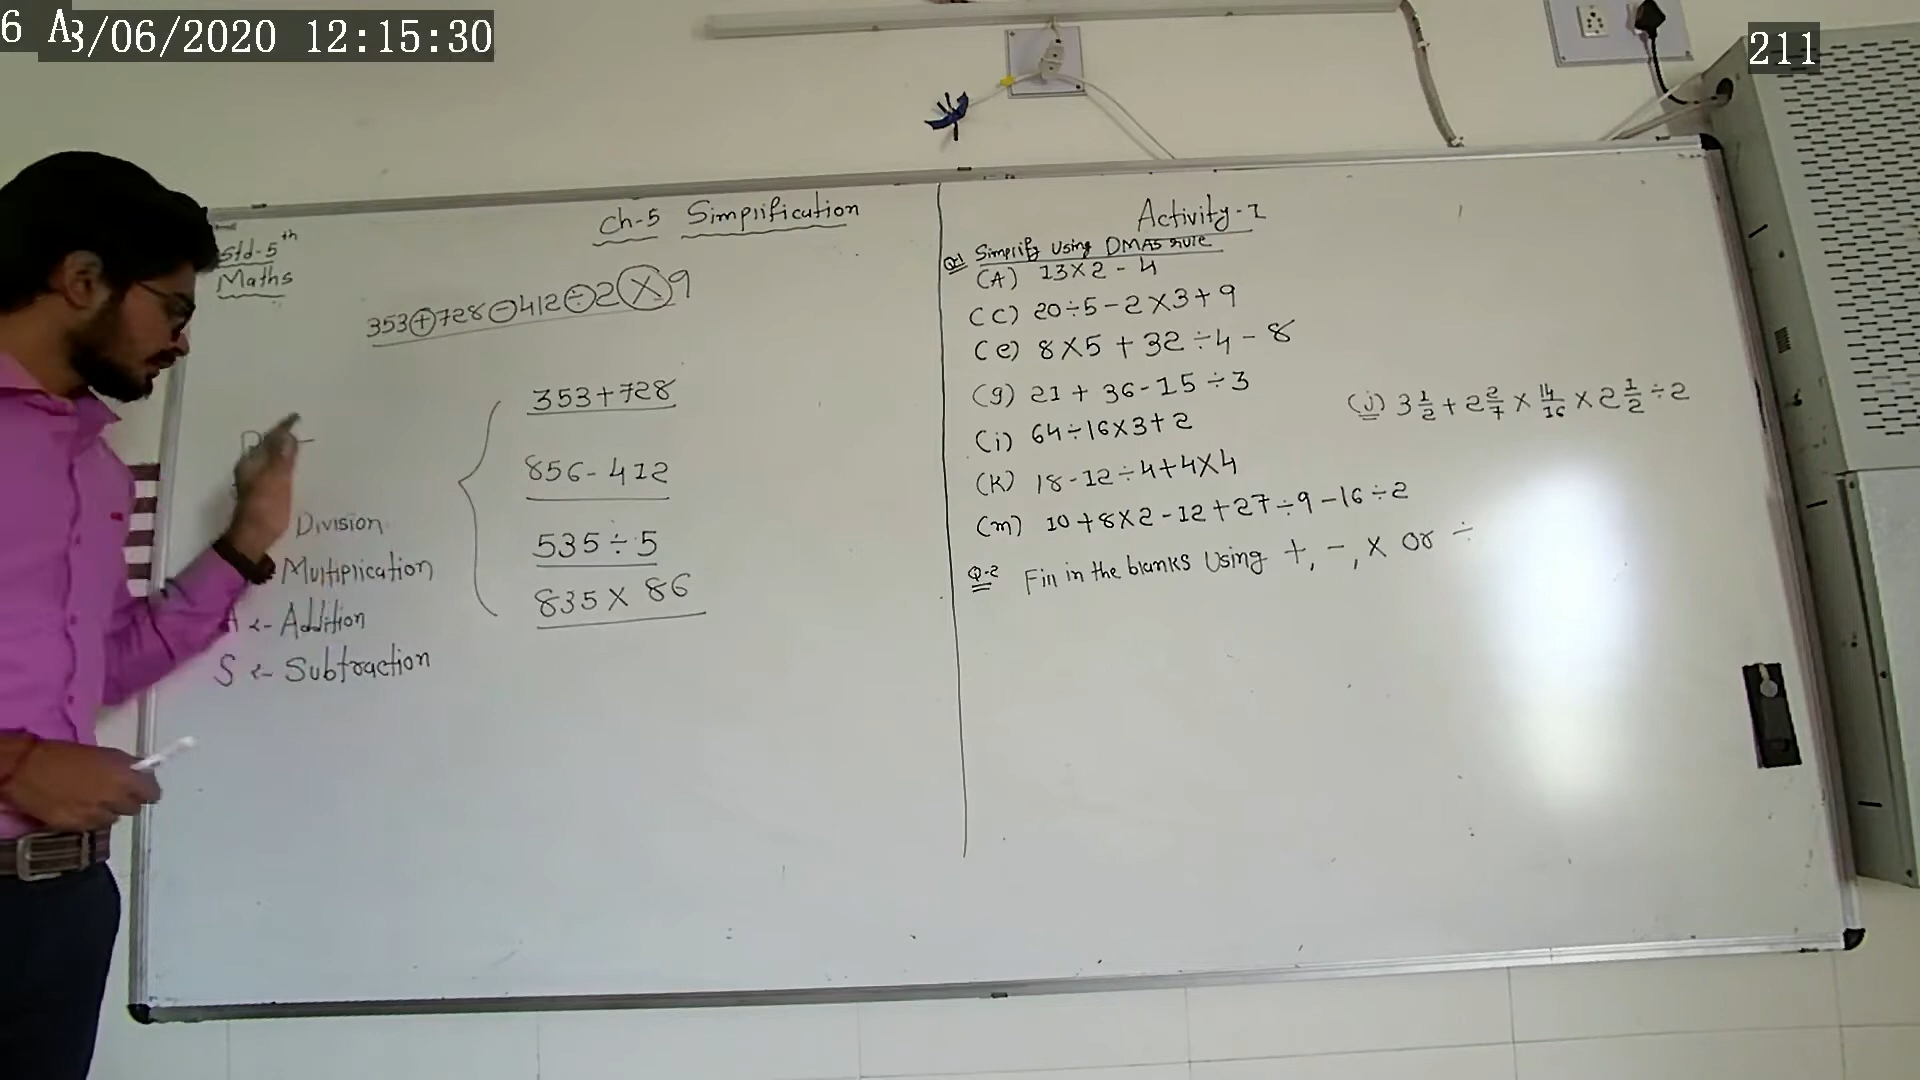 6 A
3/06/2020 12:15:30
211
Std-5th
Maths
Ch-5 Simplification
353+728-412÷2×9
353+728
856-412
535÷5
835×86
Division
Multiplication
A <- Addition
S <- Subtraction
Activity-1
Q-1 Simplify Using DMAS rule
(A) 13×2-4
(C) 20÷5-2×3+9
(e) 8×5+32÷4-8
(g) 21+36-15÷3
(i) 64÷16×3+2
(j) 3 1/2 + 2 2/7 × 14/16 × 2 1/2 ÷ 2
(K) 18-12÷4+4×4
(m) 10+8×2-12+27÷9-16÷2
Q-2 Fill in the blanks Using +, -, × or ÷